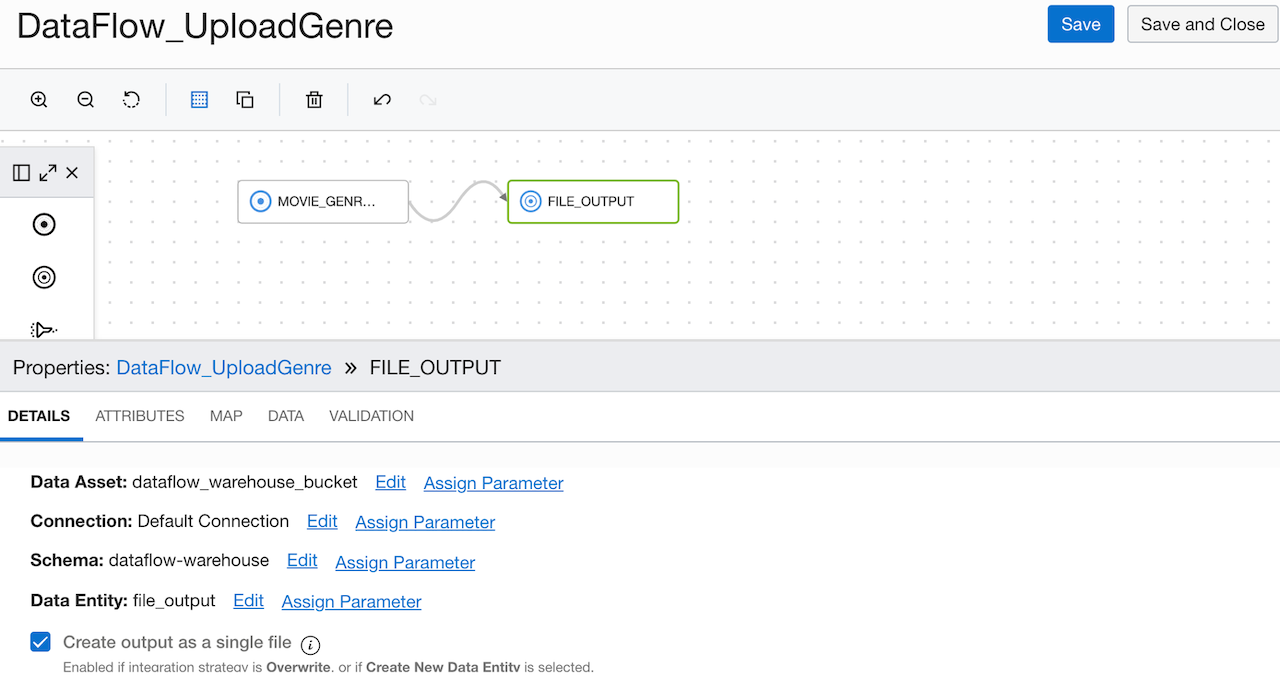 DataFlow_UploadGenre
Save
Save and Close
MOVIE_GENR...
FILE_OUTPUT
Properties: DataFlow_UploadGenre » FILE_OUTPUT
DETAILS ATTRIBUTES MAP DATA VALIDATION
Data Asset: dataflow_warehouse_bucket Edit Assign Parameter
Connection: Default Connection Edit Assign Parameter
Schema: dataflow-warehouse Edit Assign Parameter
Data Entity: file_output Edit Assign Parameter
Create output as a single file
Enabled if integration strategy is Overwrite, or if Create New Data Entity is selected.